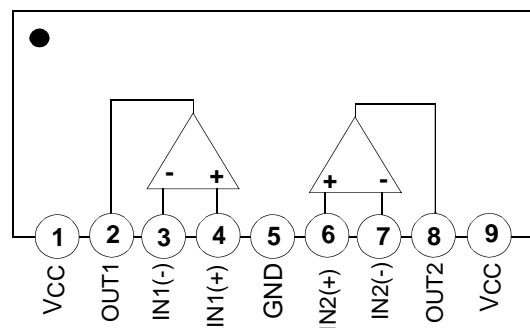 - +
+ -
1 2 3 4 5 6 7 8 9
VCC
OUT1
IN1(-)
IN1(+)
GND
IN2(+)
IN2(-)
OUT2
VCC